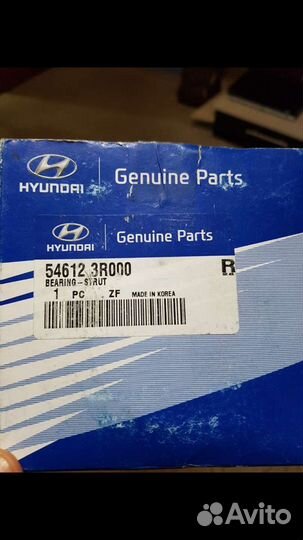 HYUNDAI
Genuine Parts
HYUNDAI
Genuine Parts
54612 3R000
R
BEARING-STRUT
1 PC ZF MADE IN KOREA
Avito